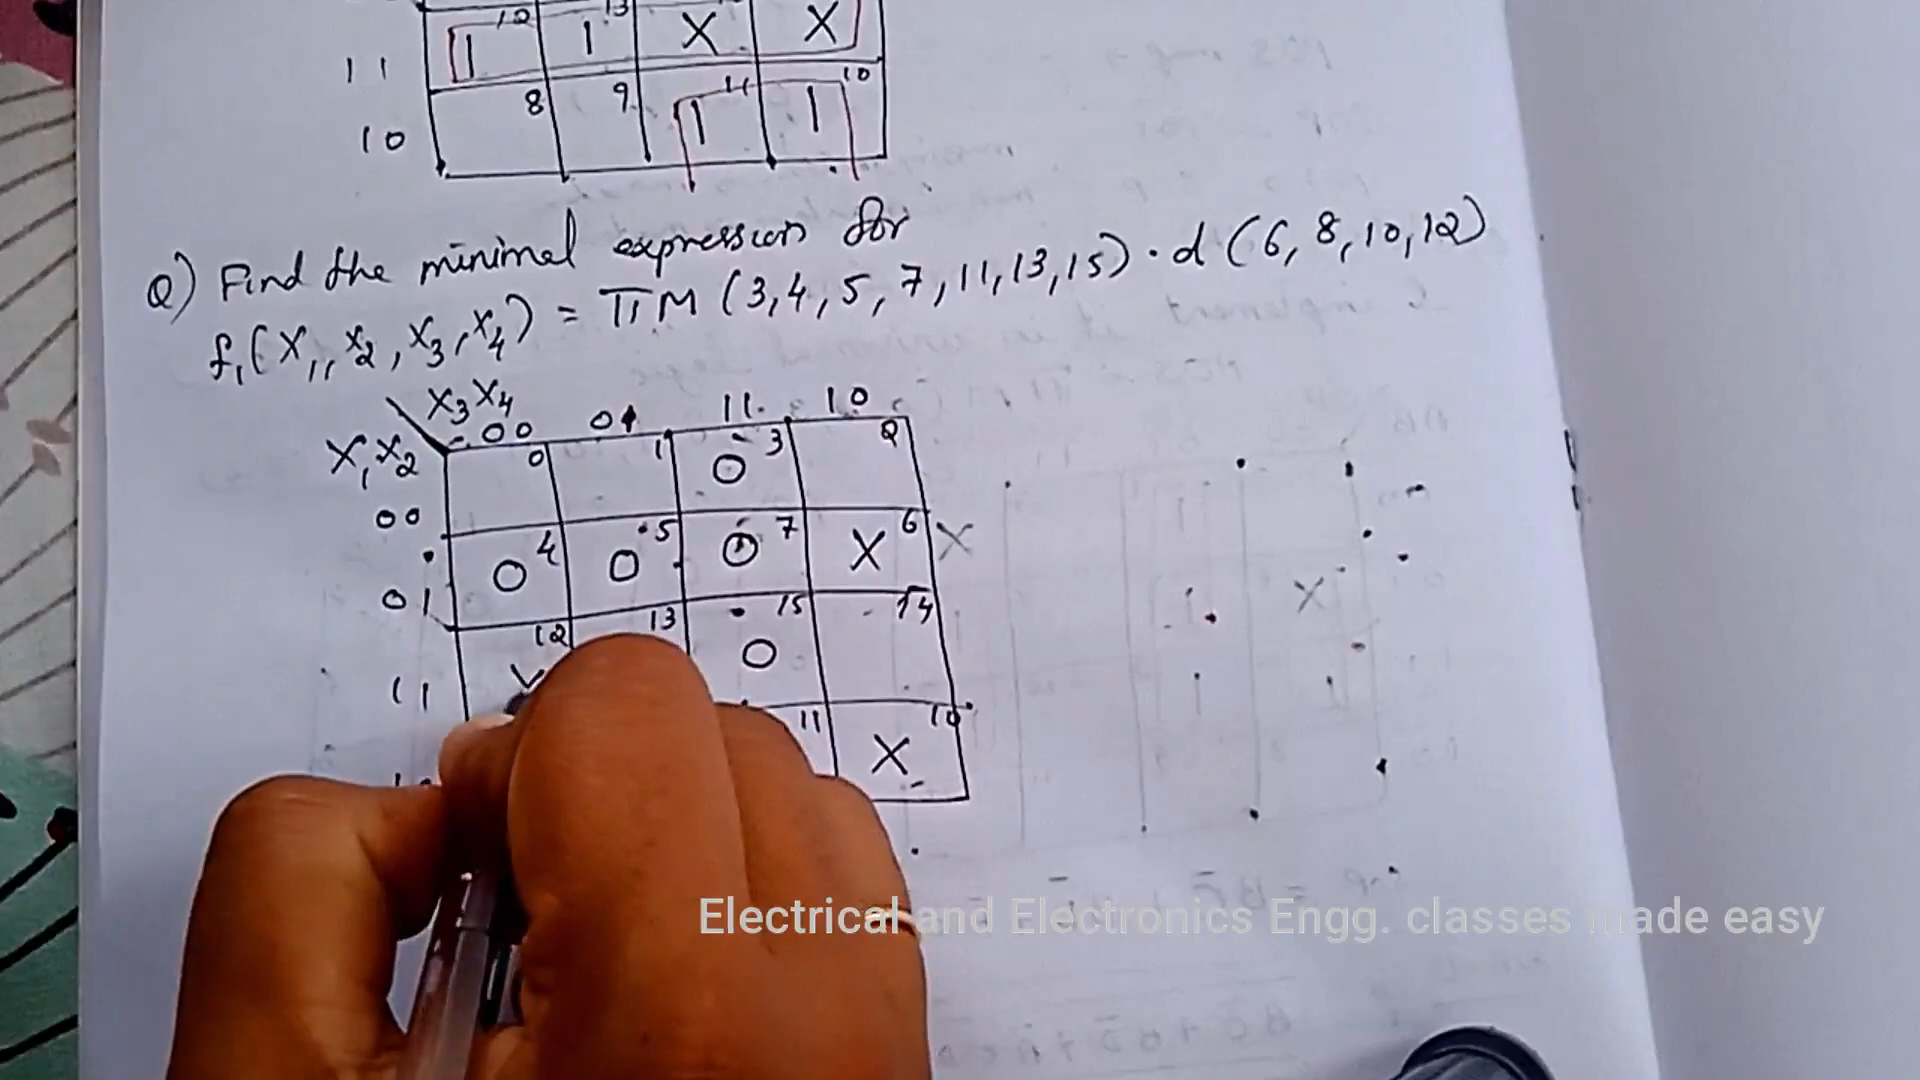 12 13
11 1 1 X X
8 9 11 10
10 1 1
Q) Find the minimal expression for
f1(X1, X2, X3, X4) = ΠM (3,4,5,7,11,13,15) · d (6,8,10,12)
X3X4
X1X2 00 01 11 10
0 1 3 2
00 0
4 5 7 6
01 0 0 0 X X
12 13 15 14
11 0
11 10
X
Electrical and Electronics Engg. classes made easy